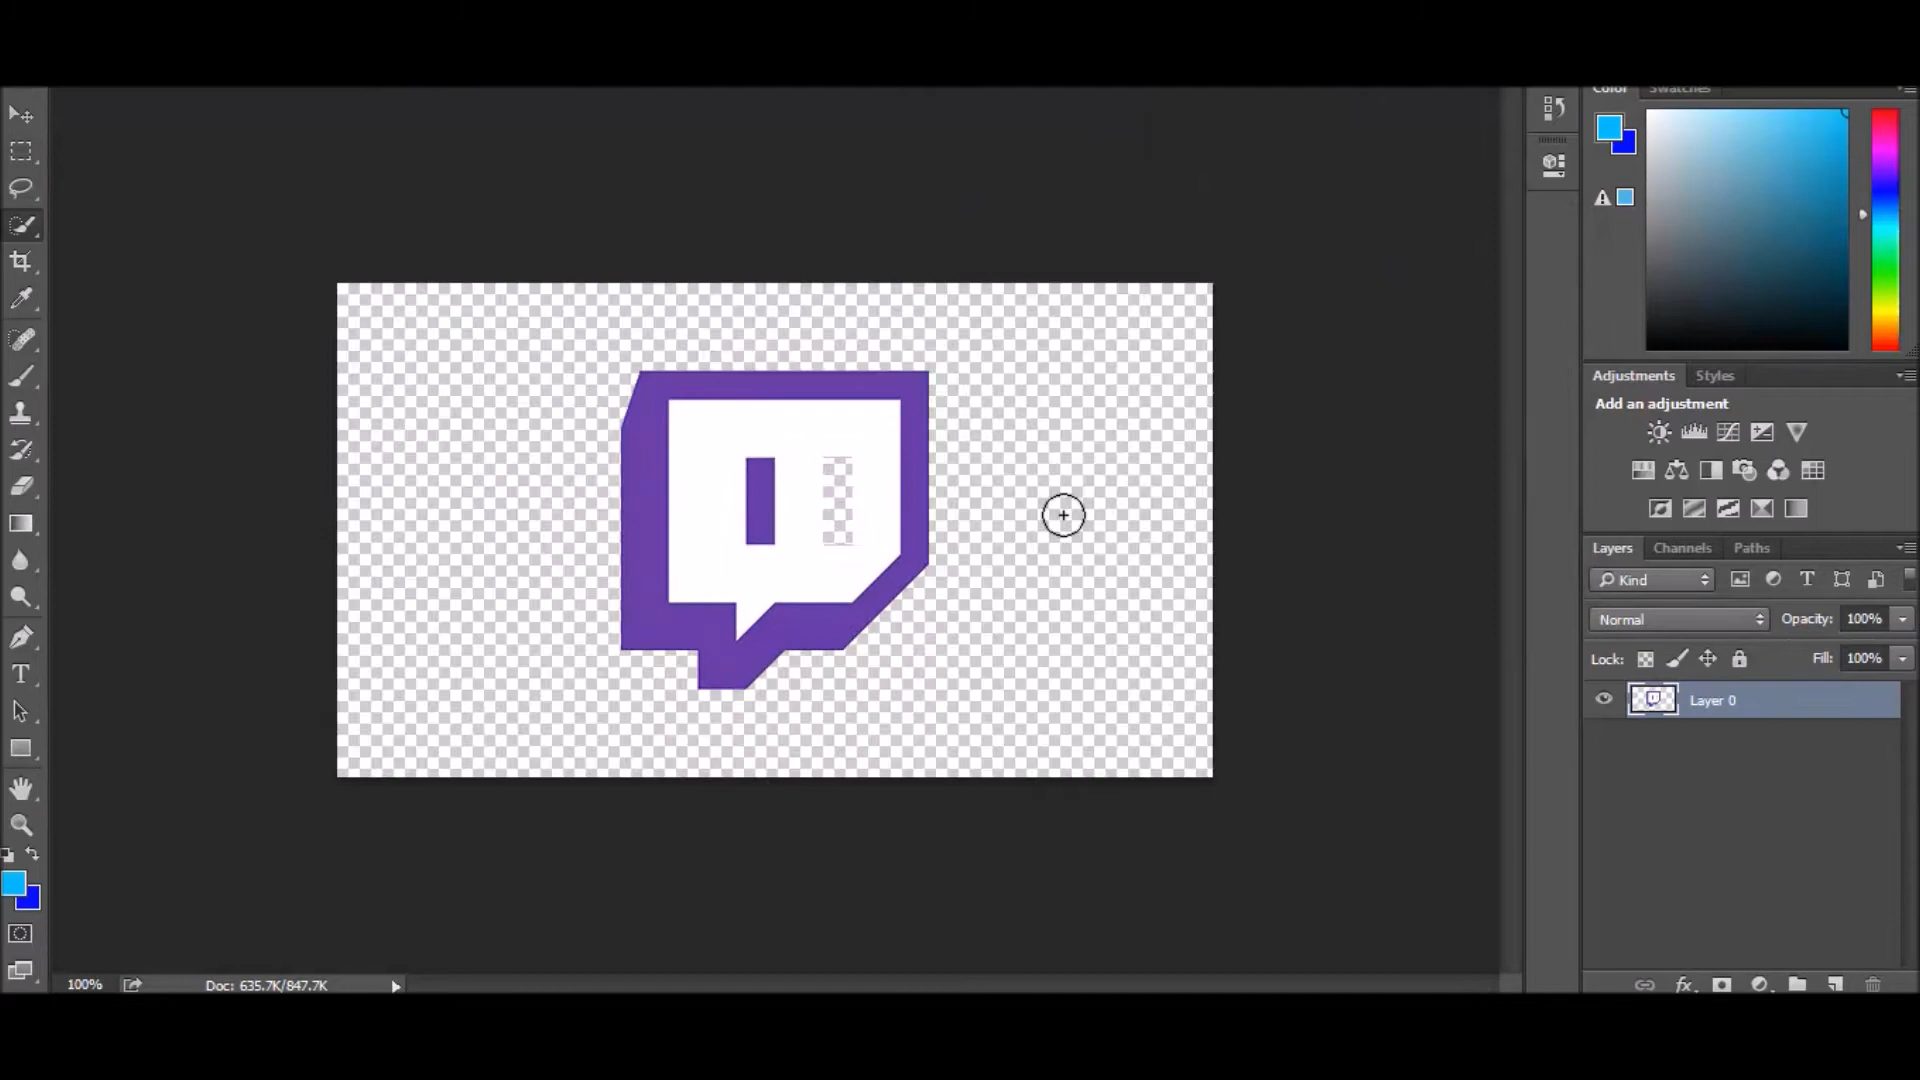 Color Swatches
Adjustments Styles
Add an adjustment
Layers Channels Paths
Kind
Normal Opacity: 100%
Lock: Fill: 100%
Layer 0
fx
T
100% Doc: 635.7K/847.7K